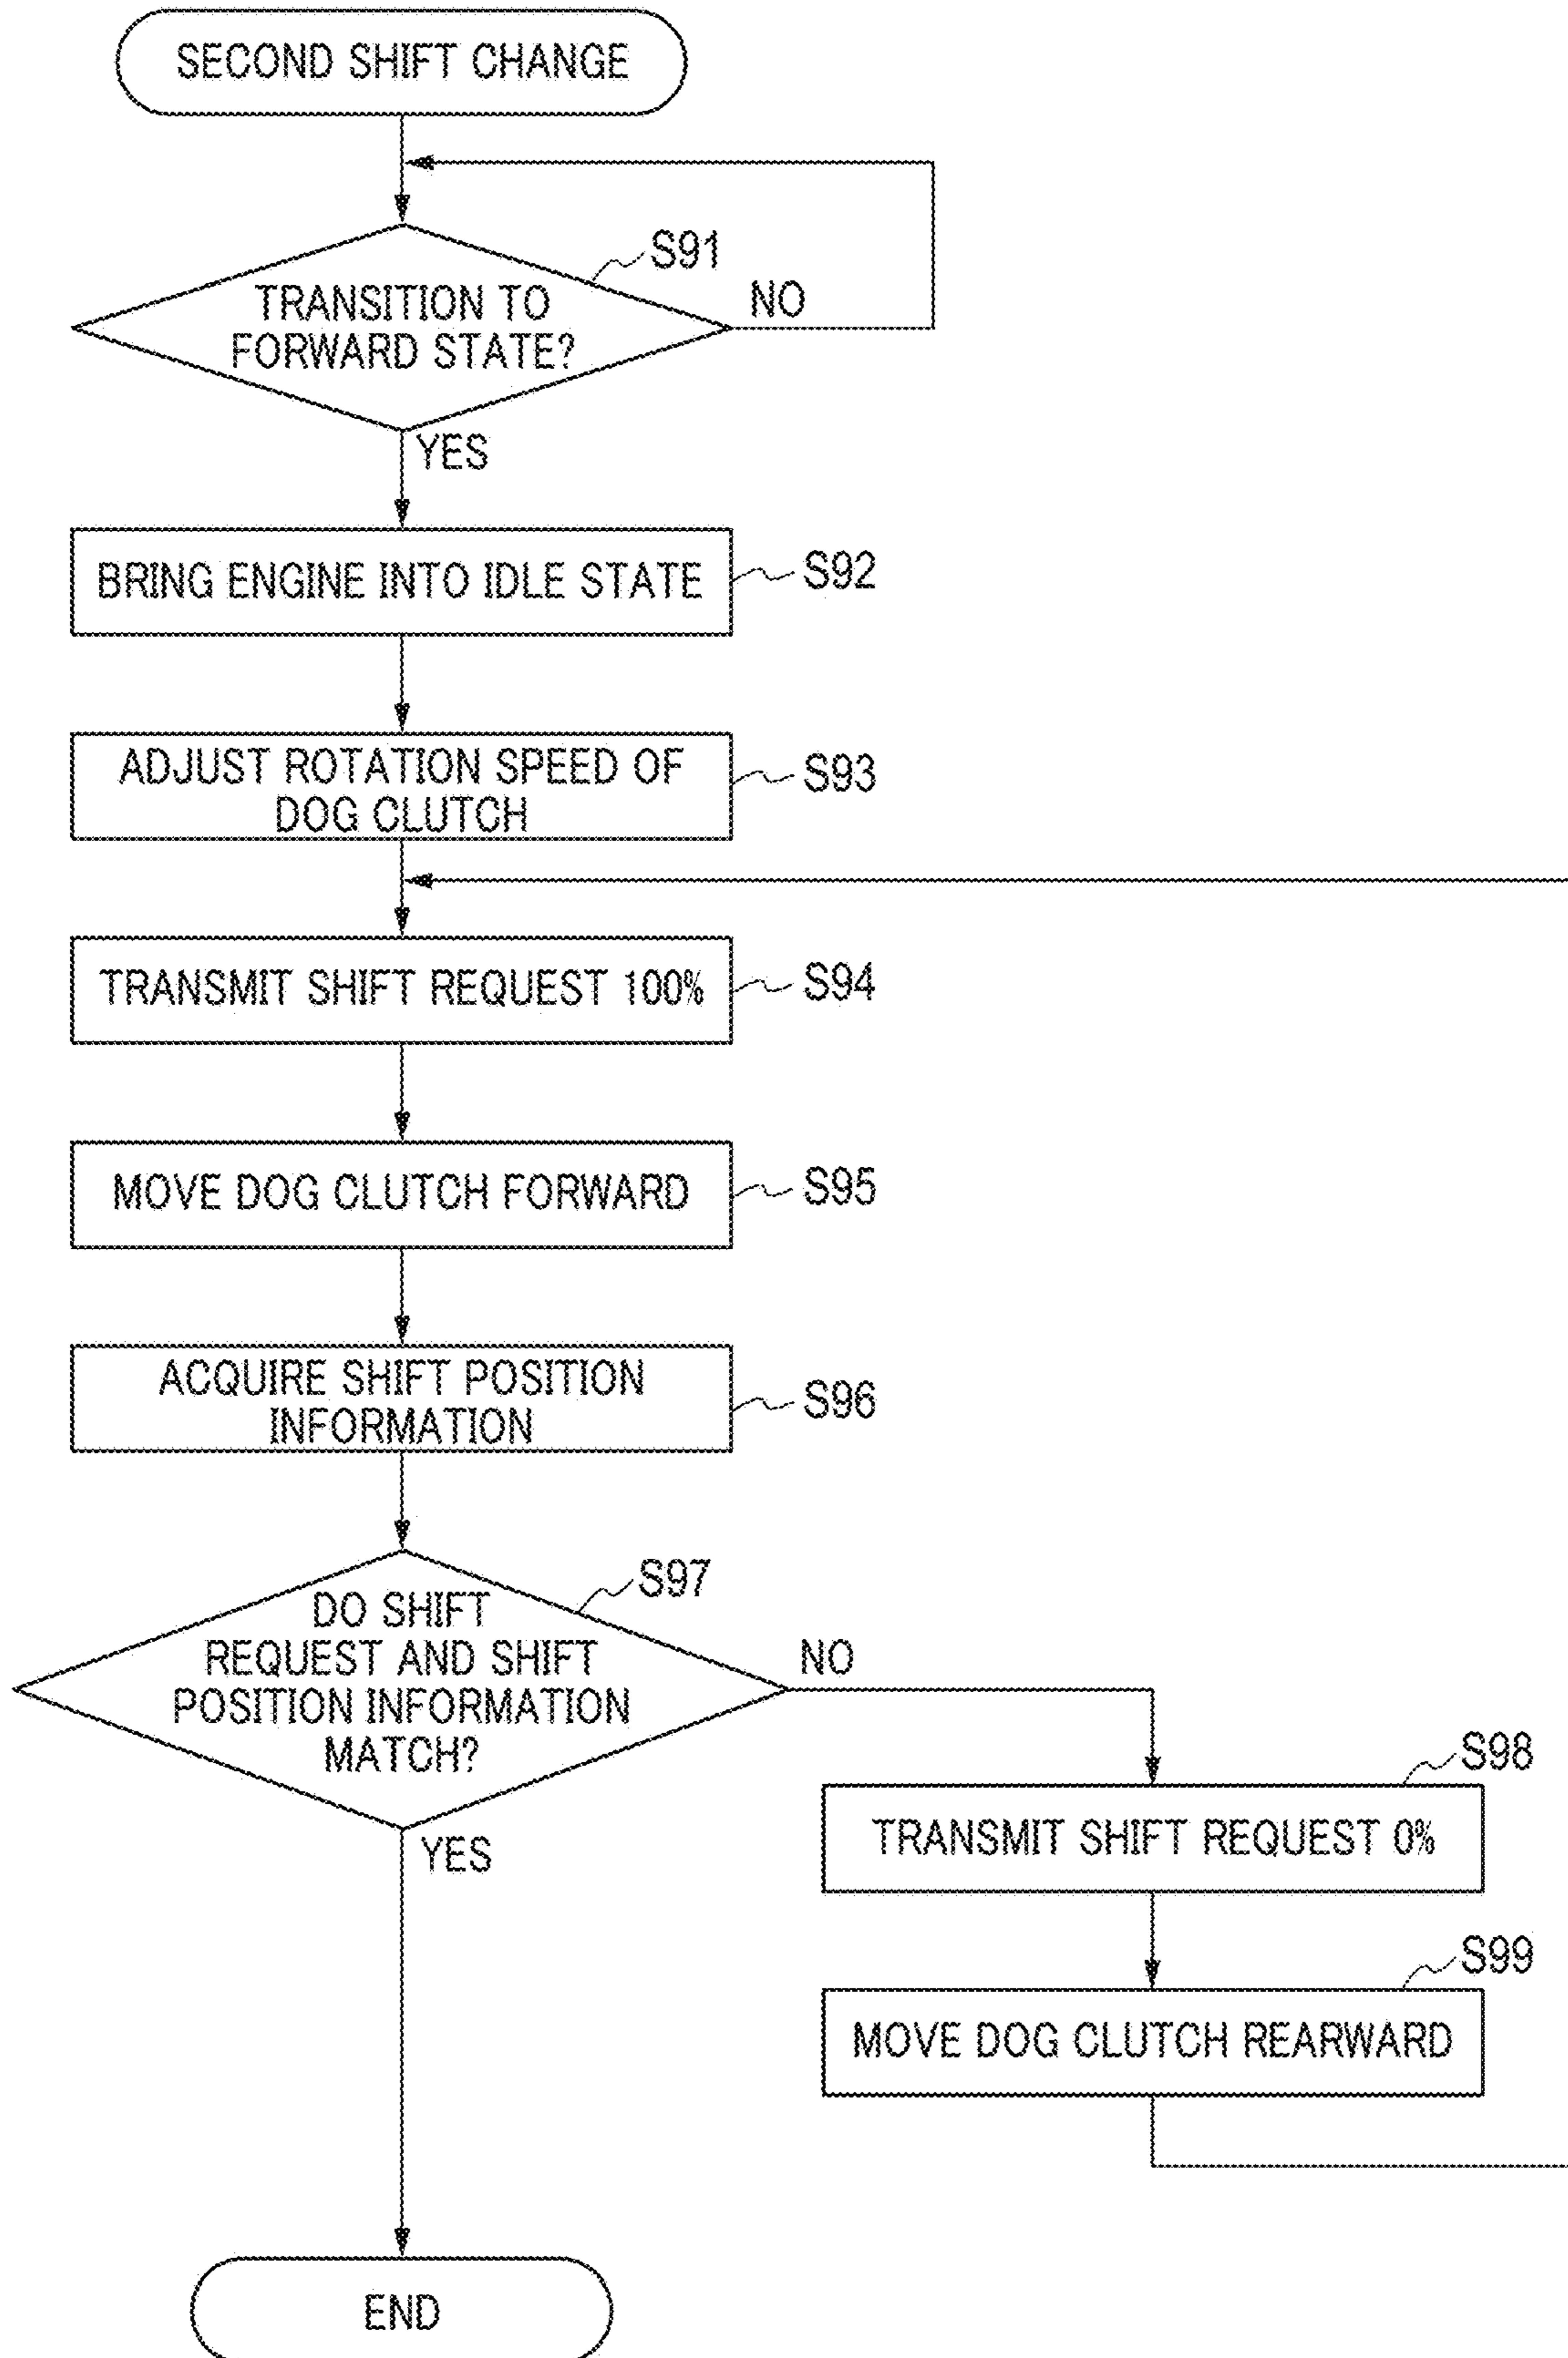 SECOND SHIFT CHANGE
S91
TRANSITION TO
FORWARD STATE?
NO
YES
BRING ENGINE INTO IDLE STATE
S92
ADJUST ROTATION SPEED OF
DOG CLUTCH
S93
TRANSMIT SHIFT REQUEST 100%
S94
MOVE DOG CLUTCH FORWARD
S95
ACQUIRE SHIFT POSITION
INFORMATION
S96
S97
DO SHIFT
REQUEST AND SHIFT
POSITION INFORMATION
MATCH?
NO
YES
S98
TRANSMIT SHIFT REQUEST 0%
S99
MOVE DOG CLUTCH REARWARD
END